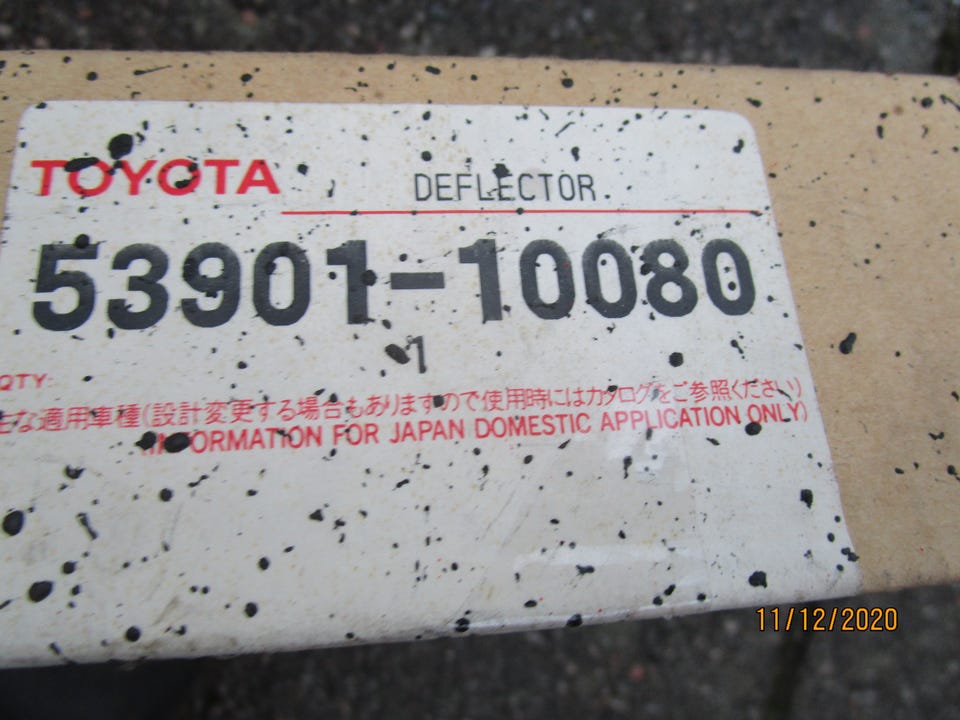 TOYOTA DEFLECTOR.
53901-10080
QTY: 1
主な適用車種(設計変更する場合もありますので使用時にはカタログをご参照ください)
(INFORMATION FOR JAPAN DOMESTIC APPLICATION ONLY)
11/12/2020